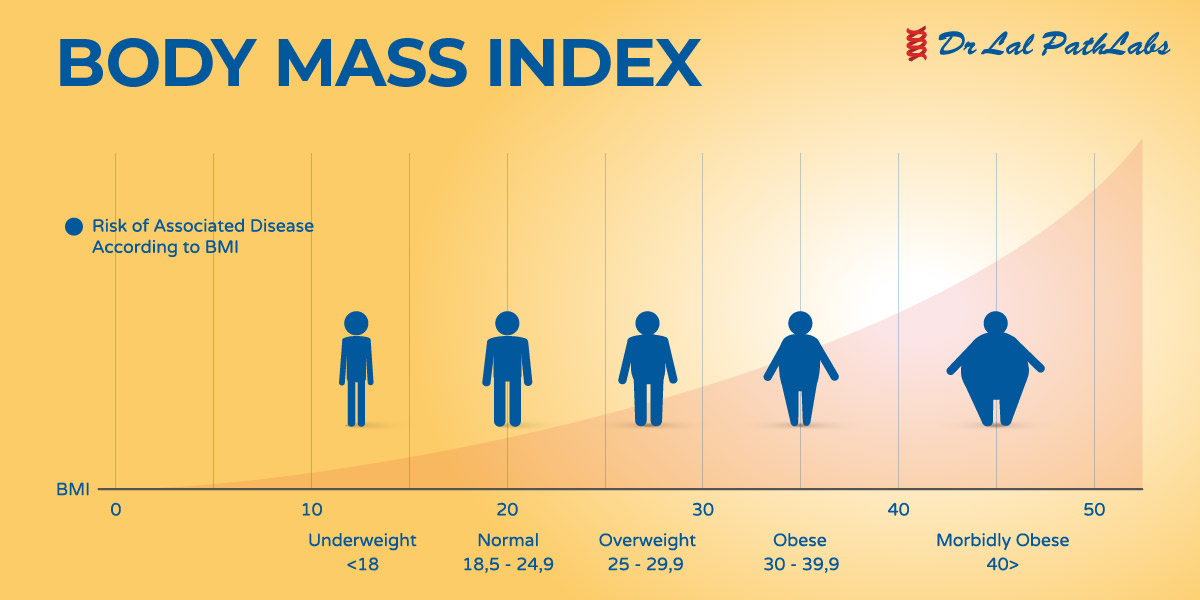 BODY MASS INDEX
Dr Lal PathLabs
Risk of Associated Disease
According to BMI
BMI
0 10 20 30 40 50
Underweight Normal Overweight Obese Morbidly Obese
<18 18,5 - 24,9 25 - 29,9 30 - 39,9 40>